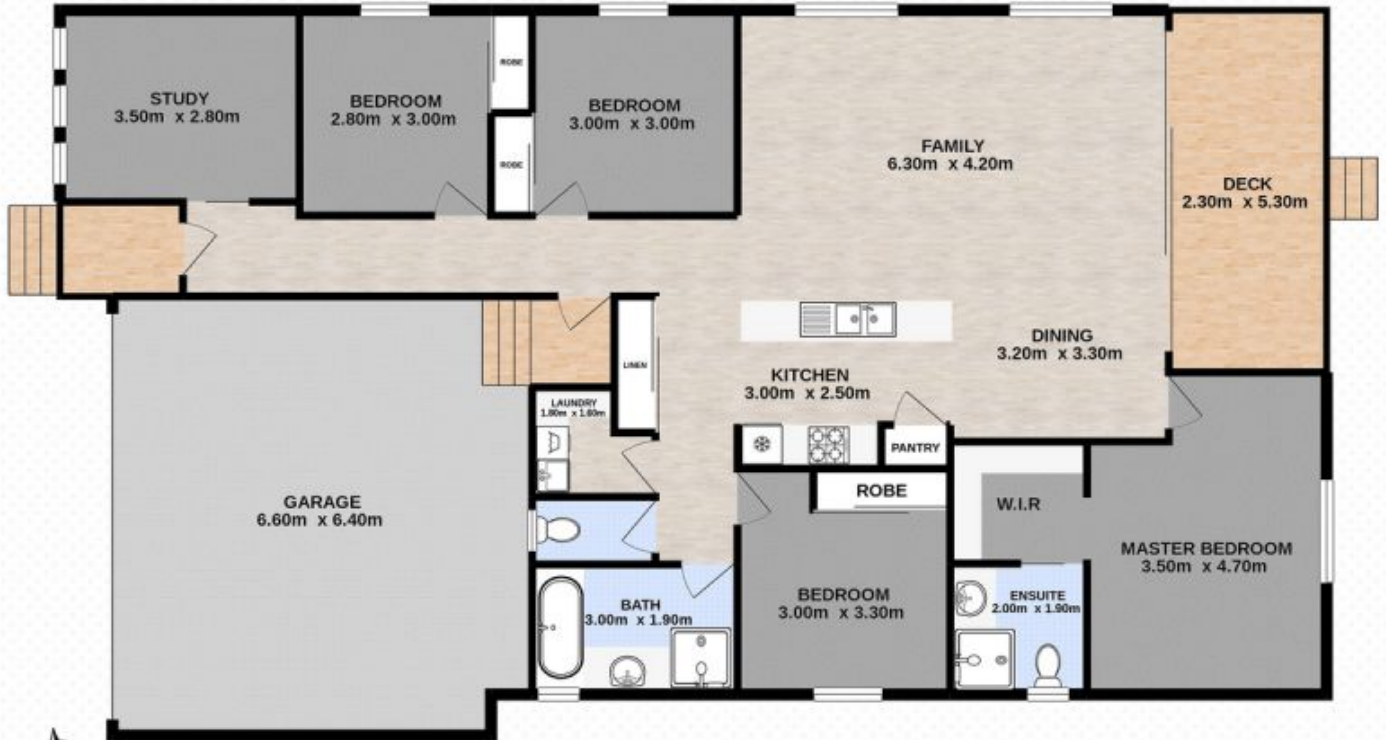 STUDY
3.50m x 2.80m
BEDROOM
2.80m x 3.00m
ROBE
ROBE
BEDROOM
3.00m x 3.00m
FAMILY
6.30m x 4.20m
DECK
2.30m x 5.30m
DINING
3.20m x 3.30m
KITCHEN
3.00m x 2.50m
LINEN
LAUNDRY
1.80m x 1.60m
PANTRY
ROBE
W.I.R
GARAGE
6.60m x 6.40m
MASTER BEDROOM
3.50m x 4.70m
BATH
3.00m x 1.90m
BEDROOM
3.00m x 3.30m
ENSUITE
2.00m x 1.90m